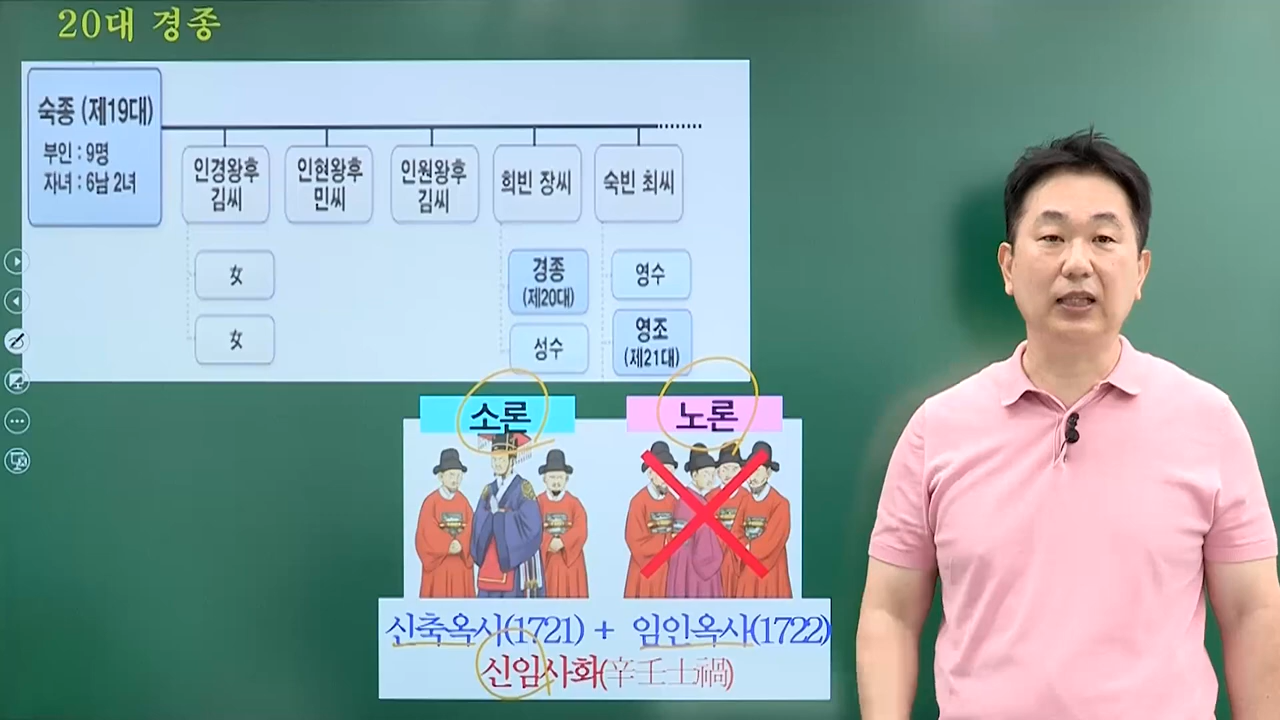 20대 경종
숙종 (제19대)
부인 : 9명
자녀 : 6남 2녀
인경왕후
김씨
인현왕후
민씨
인원왕후
김씨
희빈 장씨
숙빈 최씨
女
女
경종
(제20대)
성수
영수
영조
(제21대)
소론
노론
신축옥사(1721) + 임인옥사(1722)
신임사화(辛壬士禍)